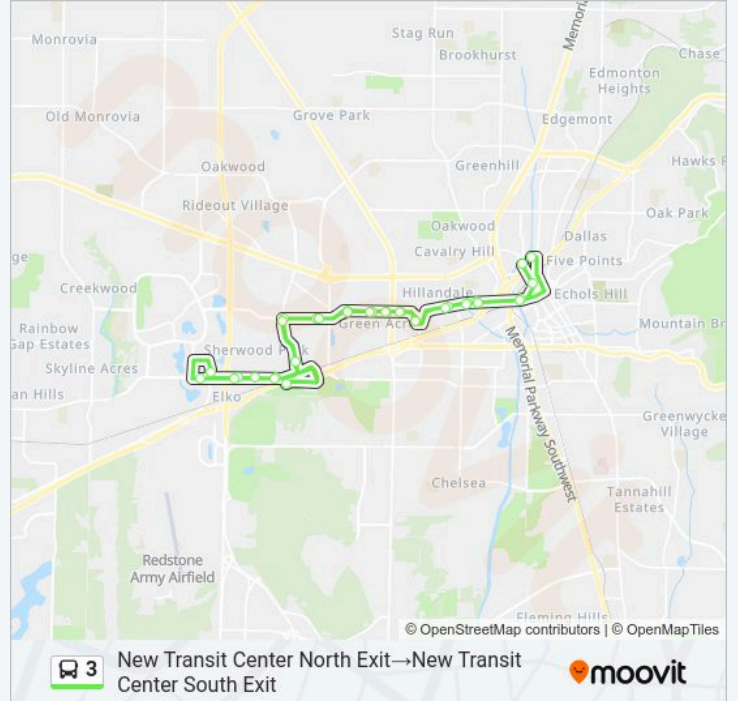 Monrovia
Stag Run
Brookhurst
Memori
Chase
Edmonton
Heights
Old Monrovia
Grove Park
Edgemont
Oakwood
Greenhill
Hawks P
Rideout Village
Oak Park
Oakwood
Dallas
Cavalry Hill
Five Points
ge
Creekwood
Hillandale
Echols Hill
Rainbow
Gap Estates
Green Acr
Mountain Br
Sherwood P k
Skyline Acres
an Hills
Elko
Memorial Parkway Southwest
Greenwycke
Village
Chelsea
Tannahill
Estates
Redstone
Army Airfield
Fleming Hills
© OpenStreetMap contributors | © OpenMapTiles
3
New Transit Center North Exit→New Transit
Center South Exit
moovit